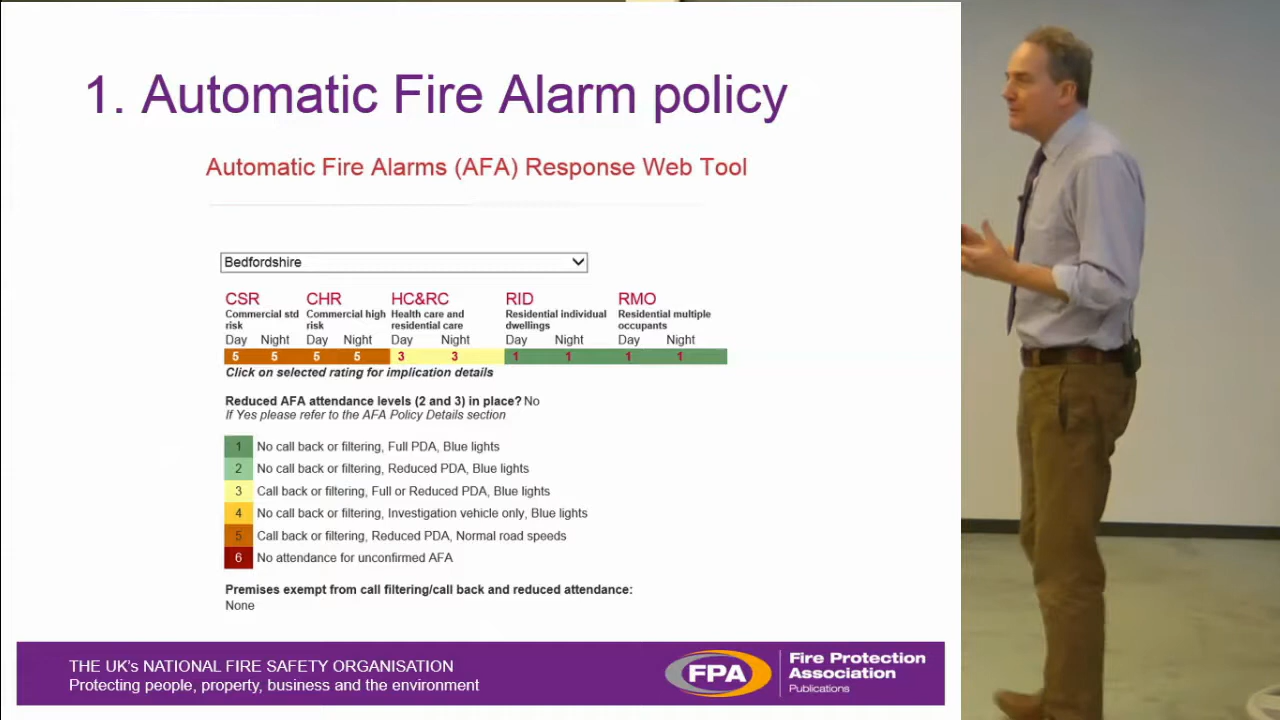 1. Automatic Fire Alarm policy
Automatic Fire Alarms (AFA) Response Web Tool
Bedfordshire
CSR CHR HC&RC RID RMO
Commercial std risk Commercial high risk Health care and residential care Residential individual dwellings Residential multiple occupants
Day Night Day Night Day Night Day Night Day Night
5 5 5 5 3 3 1 1 1 1
Click on selected rating for implication details
Reduced AFA attendance levels (2 and 3) in place? No
If Yes please refer to the AFA Policy Details section
1 No call back or filtering, Full PDA, Blue lights
2 No call back or filtering, Reduced PDA, Blue lights
3 Call back or filtering, Full or Reduced PDA, Blue lights
4 No call back or filtering, Investigation vehicle only, Blue lights
5 Call back or filtering, Reduced PDA, Normal road speeds
6 No attendance for unconfirmed AFA
Premises exempt from call filtering/call back and reduced attendance:
None
THE UK's NATIONAL FIRE SAFETY ORGANISATION
Protecting people, property, business and the environment
FPA
Fire Protection
Association
Publications